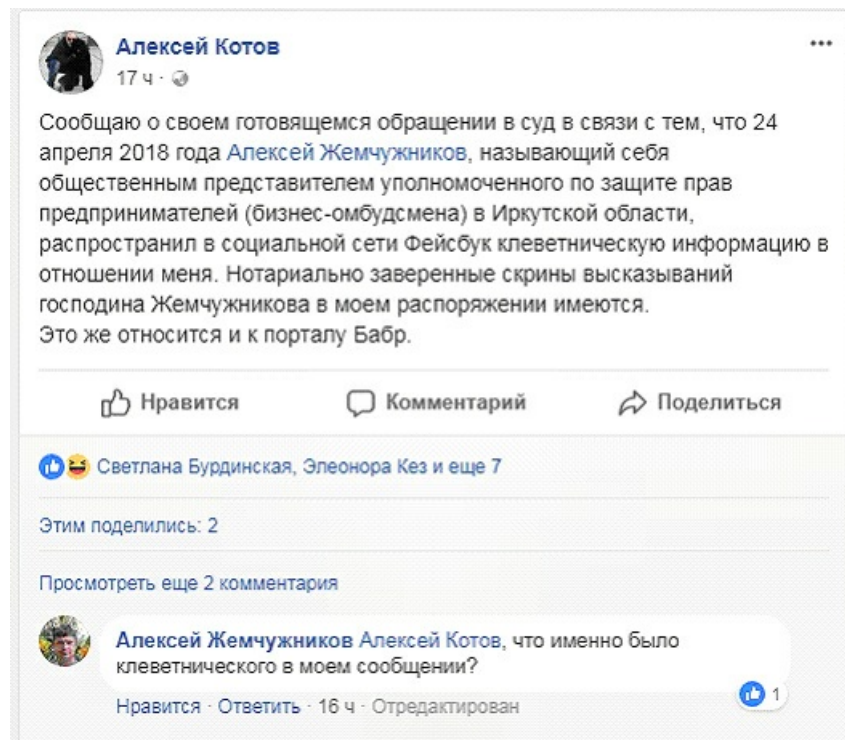 Алексей Котов
17 ч ·
Сообщаю о своем готовящемся обращении в суд в связи с тем, что 24
апреля 2018 года Алексей Жемчужников, называющий себя
общественным представителем уполномоченного по защите прав
предпринимателей (бизнес-омбудсмена) в Иркутской области,
распространил в социальной сети Фейсбук клеветническую информацию в
отношении меня. Нотариально заверенные скрины высказываний
господина Жемчужникова в моем распоряжении имеются.
Это же относится и к порталу Бабр.
Нравится Комментарий Поделиться
Светлана Бурдинская, Элеонора Кез и еще 7
Этим поделились: 2
Просмотреть еще 2 комментария
Алексей Жемчужников Алексей Котов, что именно было
клеветнического в моем сообщении?
1
Нравится · Ответить · 16 ч · Отредактирован